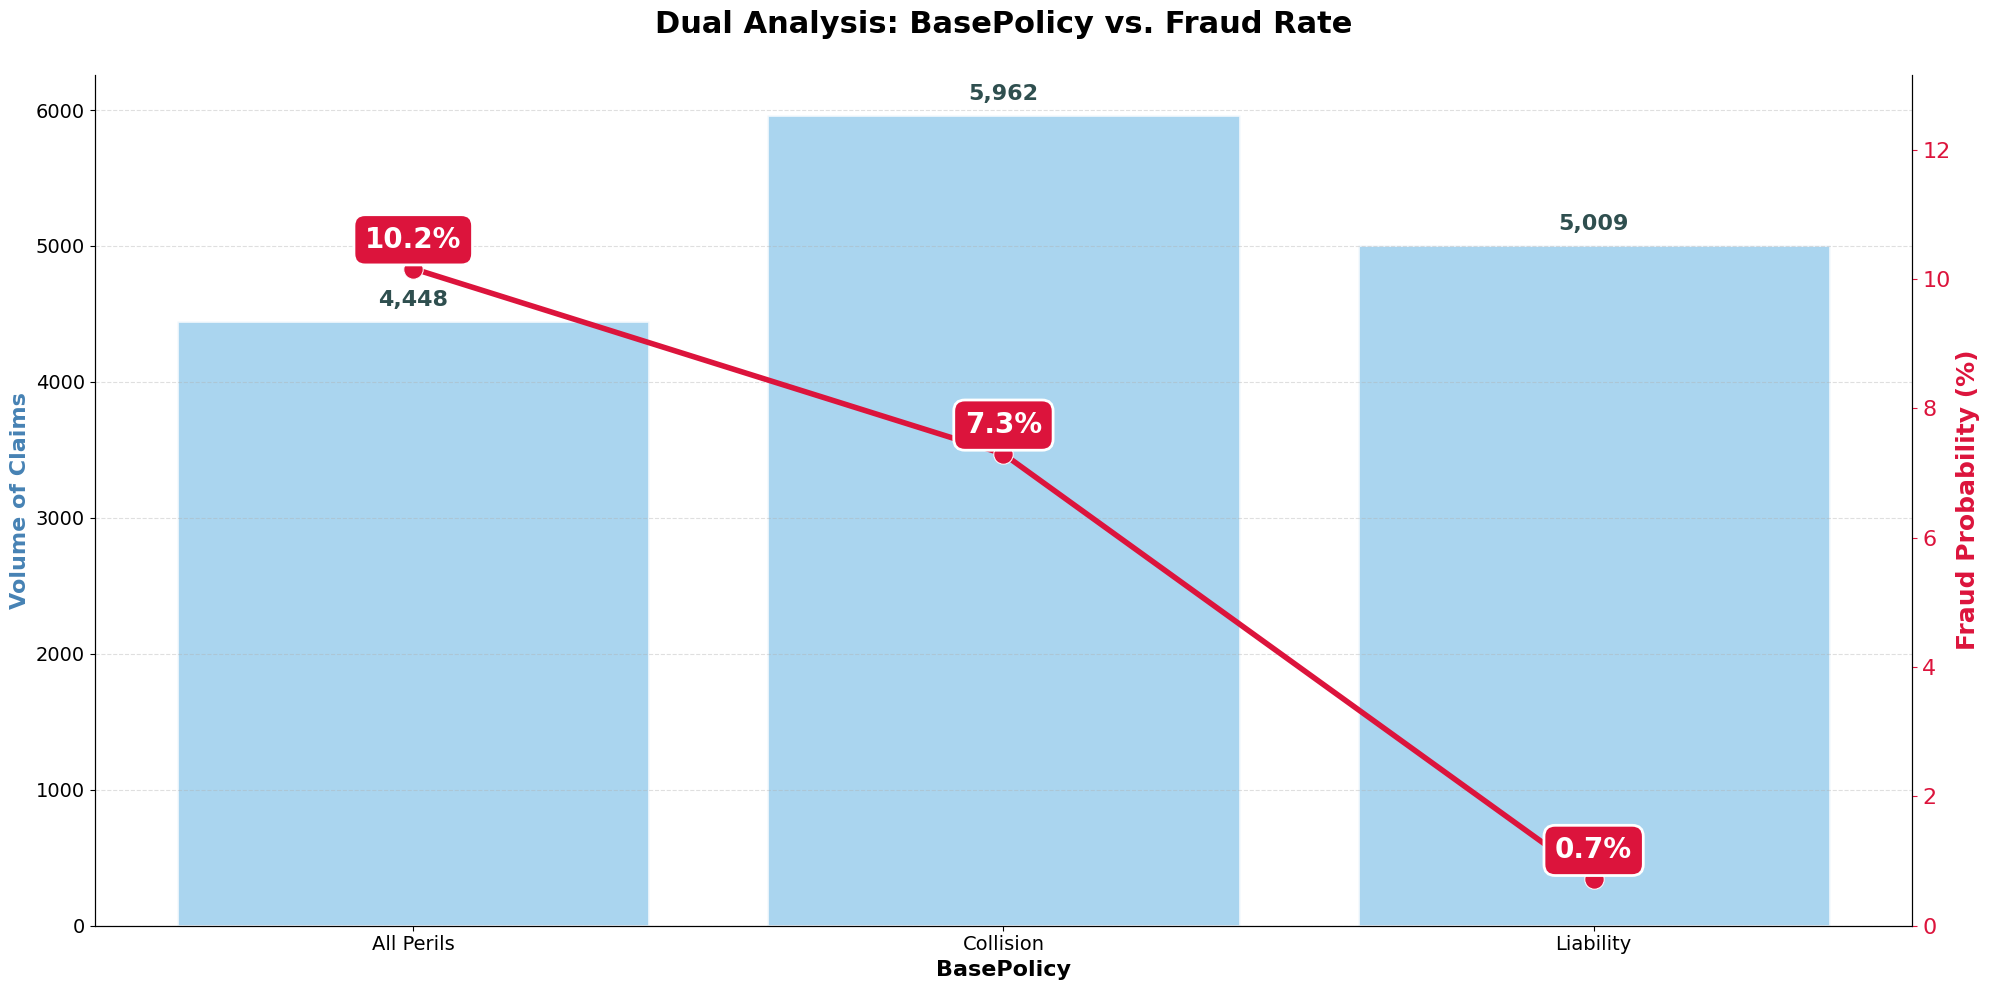 Dual Analysis: BasePolicy vs. Fraud Rate
Volume of Claims
6000
5000
4000
3000
2000
1000
0
10.2%
4,448
5,962
7.3%
5,009
0.7%
12
10
8
6
4
2
0
Fraud Probability (%)
All Perils
Collision
Liability
BasePolicy